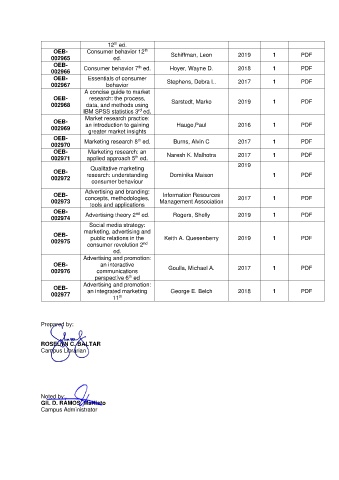 12th ed.
OEB-002965 Consumer behavior 12th ed. Schiffman, Leon 2019 1 PDF
OEB-002966 Consumer behavior 7th ed. Hoyer, Wayne D. 2018 1 PDF
OEB-002967 Essentials of consumer behavior Stephens, Debra L. 2017 1 PDF
OEB-002968 A concise guide to market research: the process, data, and methods using IBM SPSS statistics 3rd ed. Sarstedt, Marko 2019 1 PDF
OEB-002969 Market research practice: an introduction to gaining greater market insights Hauge,Paul 2016 1 PDF
OEB-002970 Marketing research 8th ed. Burns, Alvin C 2017 1 PDF
OEB-002971 Marketing research: an applied approach 5th ed. Naresh K. Malhotra 2017 1 PDF
OEB-002972 Qualitative marketing research: understanding consumer behaviour Dominika Maison 2019 1 PDF
OEB-002973 Advertising and branding: concepts, methodologies, tools and applications Information Resources Management Association 2017 1 PDF
OEB-002974 Advertising theory 2nd ed. Rogers, Shelly 2019 1 PDF
OEB-002975 Social media strategy: marketing, advertising and public relations in the consumer revolution 2nd ed. Keith A. Quesenberry 2019 1 PDF
OEB-002976 Advertising and promotion: an interactive communications perspective 6th ed Goulla, Michael A. 2017 1 PDF
OEB-002977 Advertising and promotion: an integrated marketing 11th George E. Belch 2018 1 PDF
Prepared by:
ROSELYN C. BALTAR
Campus Librarian
Noted by:
GIL D. RAMOS,
Campus Administrator